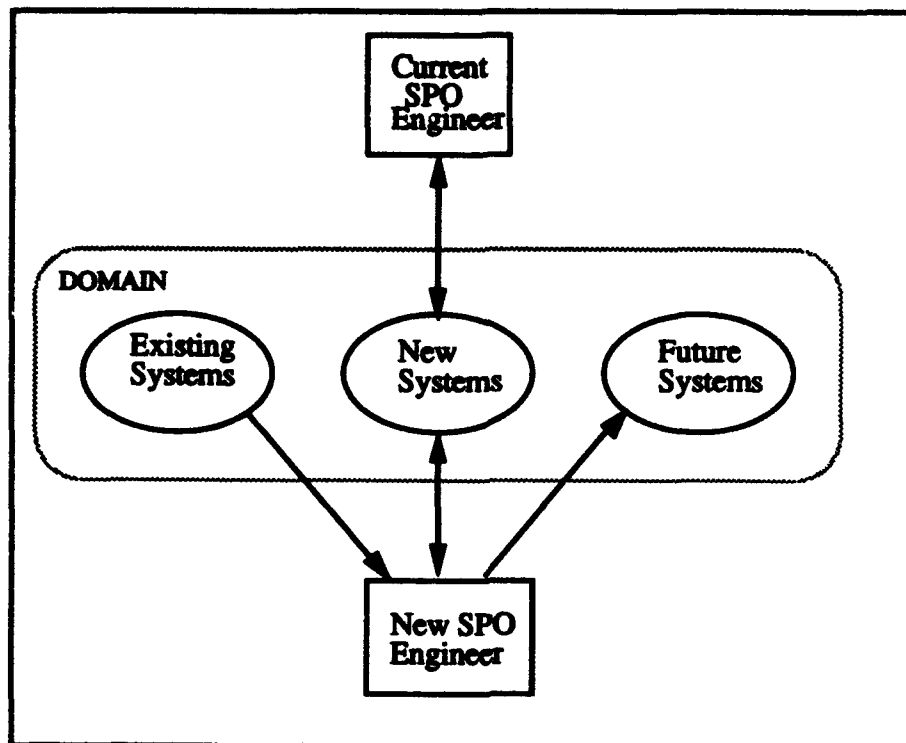 Current
SPO
Engineer
DOMAIN
Existing
Systems
New
Systems
Future
Systems
New SPO
Engineer